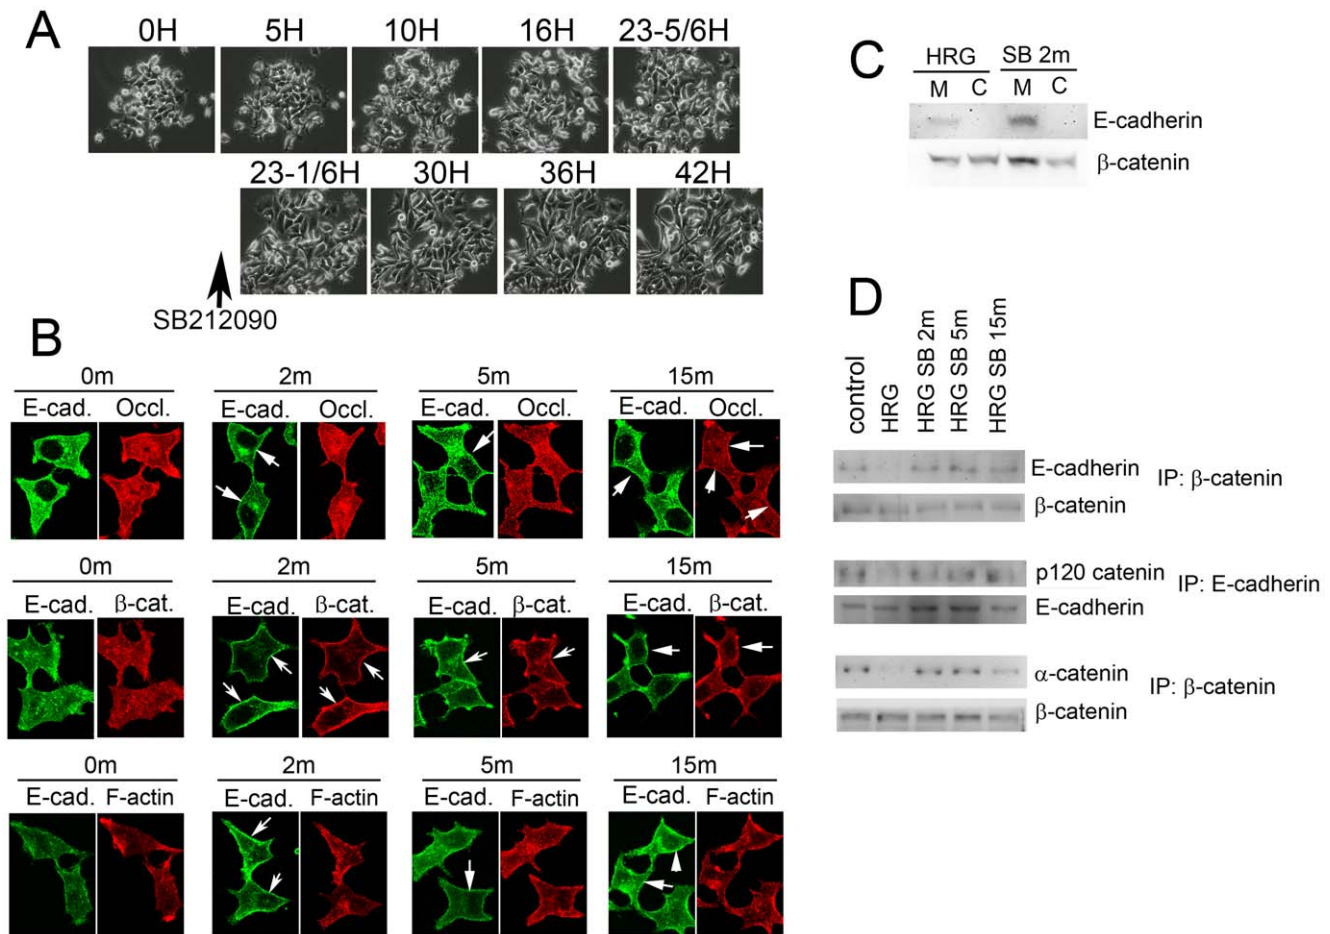 A
0H 5H 10H 16H 23-5/6H
23-1/6H 30H 36H 42H
SB212090
B
0m 2m 5m 15m
E-cad. Occl. E-cad. Occl. E-cad. Occl. E-cad. Occl.
0m 2m 5m 15m
E-cad. β-cat. E-cad. β-cat. E-cad. β-cat. E-cad. β-cat.
0m 2m 5m 15m
E-cad. F-actin E-cad. F-actin E-cad. F-actin E-cad. F-actin
C
HRG SB 2m
M C M C
E-cadherin
β-catenin
D
control HRG HRG SB 2m HRG SB 5m HRG SB 15m
E-cadherin IP: β-catenin
β-catenin
p120 catenin IP: E-cadherin
E-cadherin
α-catenin IP: β-catenin
β-catenin